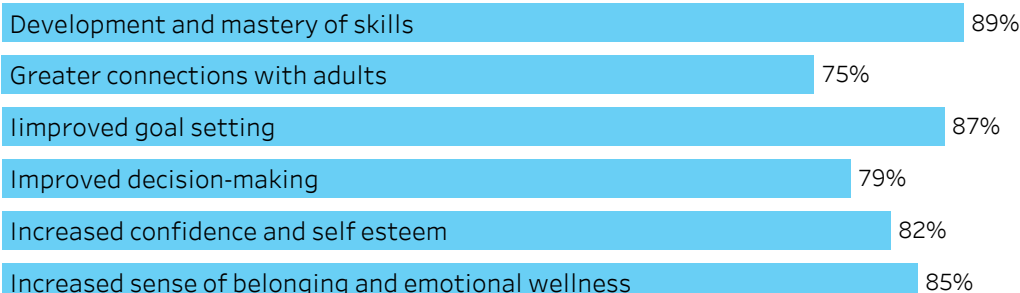 Development and mastery of skills 89%
Greater connections with adults 75%
Iimproved goal setting 87%
Improved decision-making 79%
Increased confidence and self esteem 82%
Increased sense of belonging and emotional wellness 85%